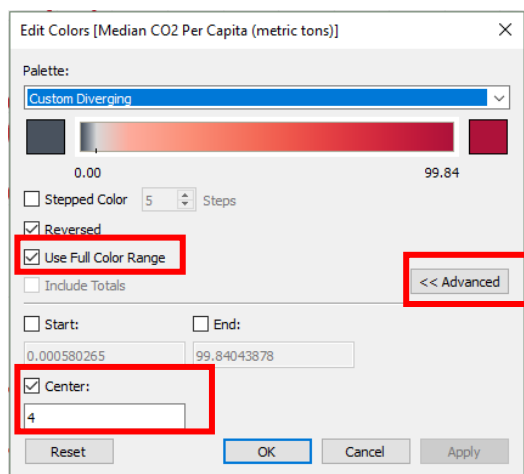 Edit Colors [Median CO2 Per Capita (metric tons)]
Palette:
Custom Diverging
0.00 99.84
Stepped Color 5 Steps
Reversed
Use Full Color Range
Include Totals << Advanced
Start: End:
0.000580265 99.84043878
Center:
4
Reset OK Cancel Apply